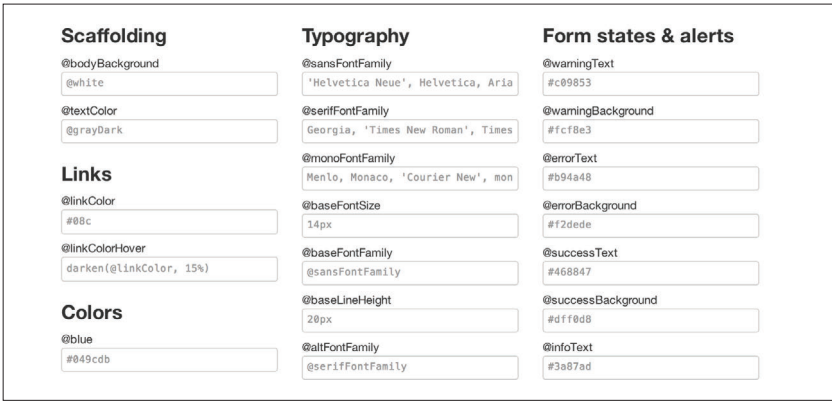 Scaffolding
@bodyBackground
@white
@textColor
@grayDark
Links
@linkColor
#08c
@linkColorHover
darken(@linkColor, 15%)
Colors
@blue
#049cdb
Typography
@sansFontFamily
'Helvetica Neue', Helvetica, Aria
@serifFontFamily
Georgia, 'Times New Roman', Times
@monoFontFamily
Menlo, Monaco, 'Courier New', mon
@baseFontSize
14px
@baseFontFamily
@sansFontFamily
@baseLineHeight
20px
@altFontFamily
@serifFontFamily
Form states & alerts
@warningText
#c09853
@warningBackground
#fcf8e3
@errorText
#b94a48
@errorBackground
#f2dede
@successText
#468847
@successBackground
#dff0d8
@infoText
#3a87ad